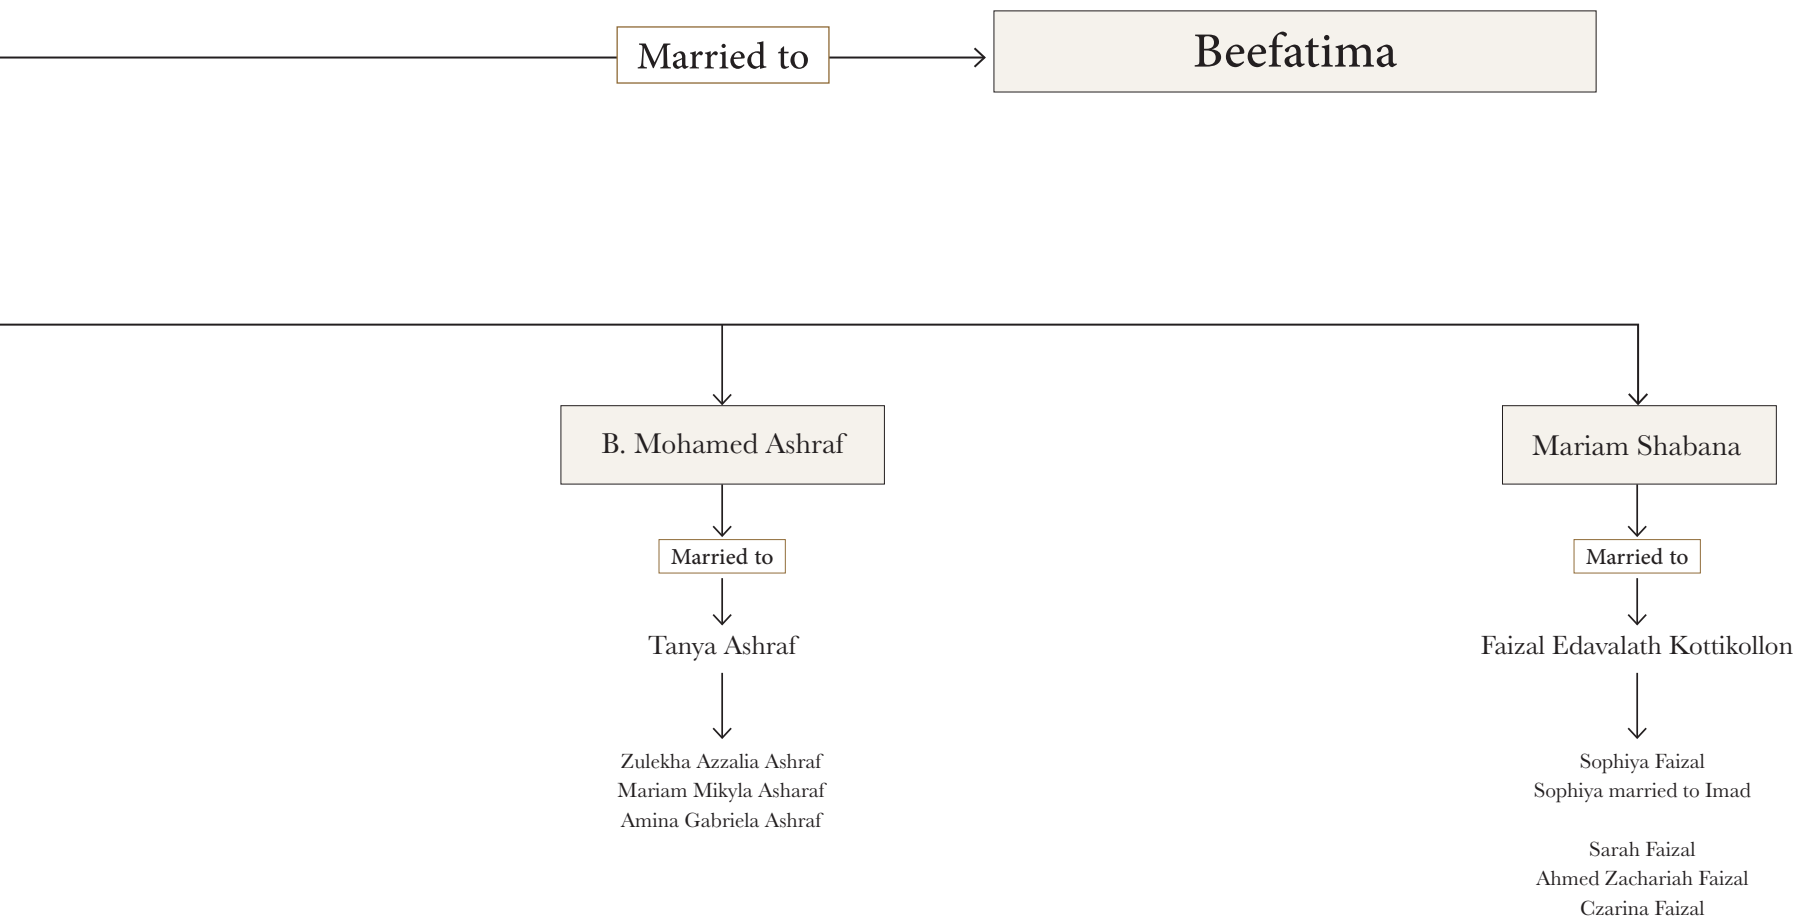 Married to
Beefatima
B. Mohamed Ashraf
Married to
Tanya Ashraf
Zulekha Azzalia Ashraf
Mariam Mikyla Asharaf
Amina Gabriela Ashraf
Mariam Shabana
Married to
Faizal Edavalath Kottikollon
Sophiya Faizal
Sophiya married to Imad
Sarah Faizal
Ahmed Zachariah Faizal
Czarina Faizal